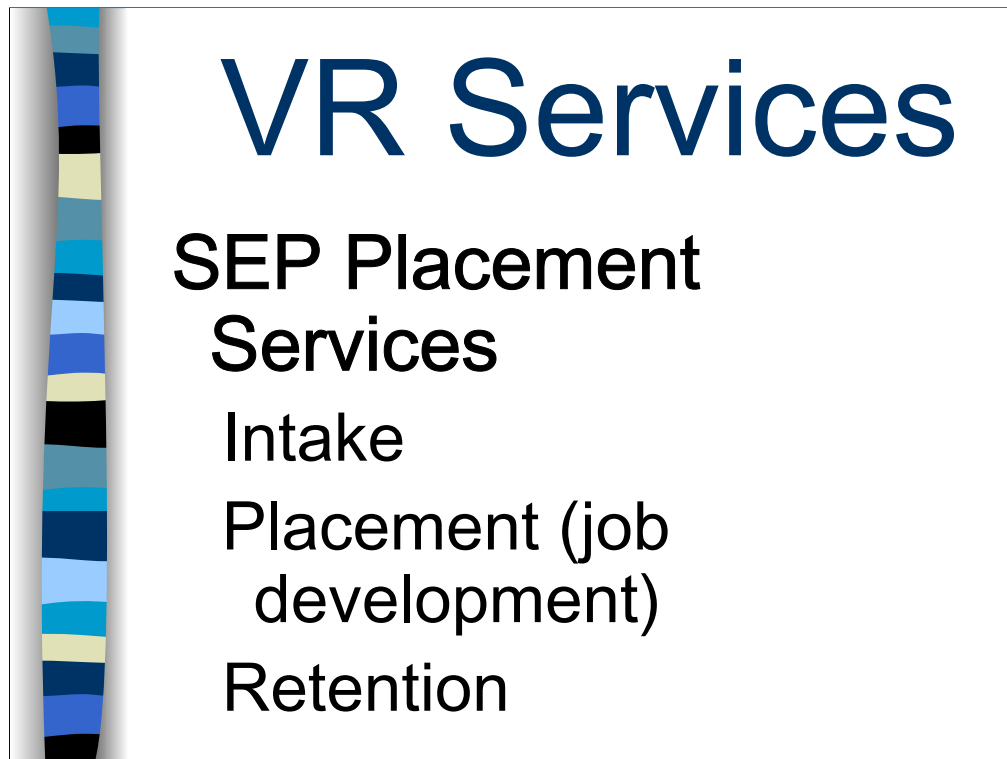 VR Services
SEP Placement
Services
Intake
Placement (job
development)
Retention